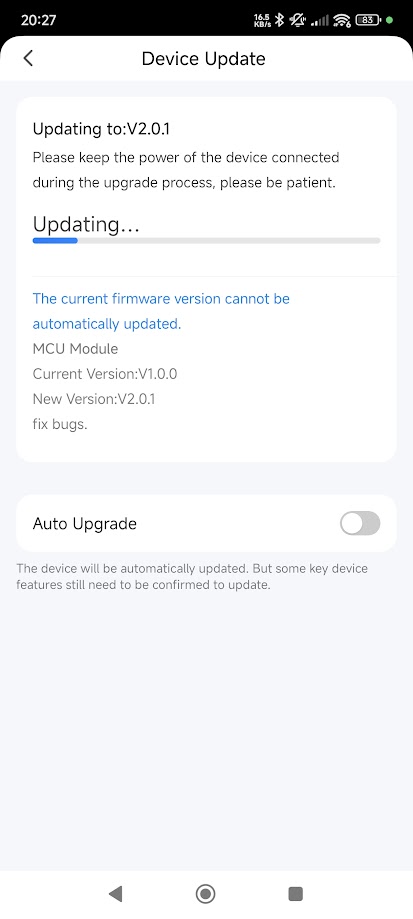 20:27
16.5
KB/s
6
83
Device Update
Updating to:V2.0.1
Please keep the power of the device connected
during the upgrade process, please be patient.
Updating...
The current firmware version cannot be
automatically updated.
MCU Module
Current Version:V1.0.0
New Version:V2.0.1
fix bugs.
Auto Upgrade
The device will be automatically updated. But some key device
features still need to be confirmed to update.